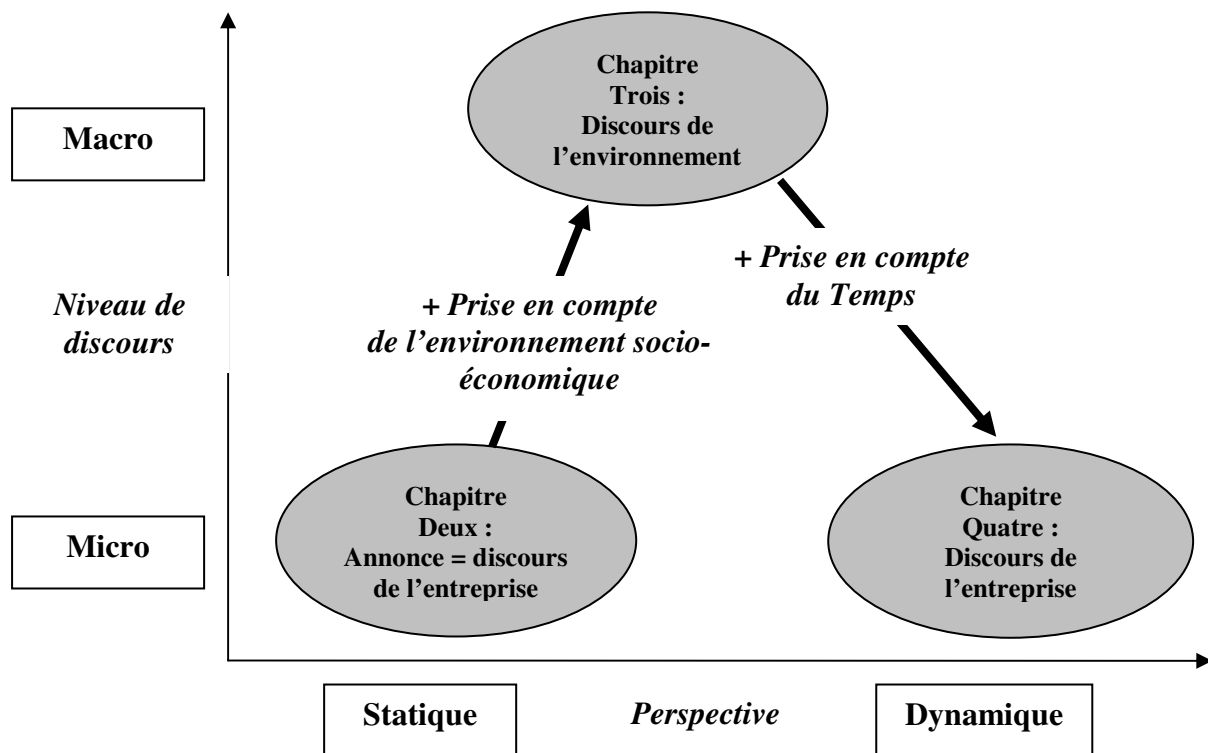 Chapitre
Trois :
Discours de
l’environnement
Macro
+ Prise en compte
du Temps
Niveau de
discours
+ Prise en compte
de l’environnement socio-
économique
Chapitre
Deux :
Annonce = discours
de l’entreprise
Micro
Chapitre
Quatre :
Discours de
l’entreprise
Statique
Perspective
Dynamique